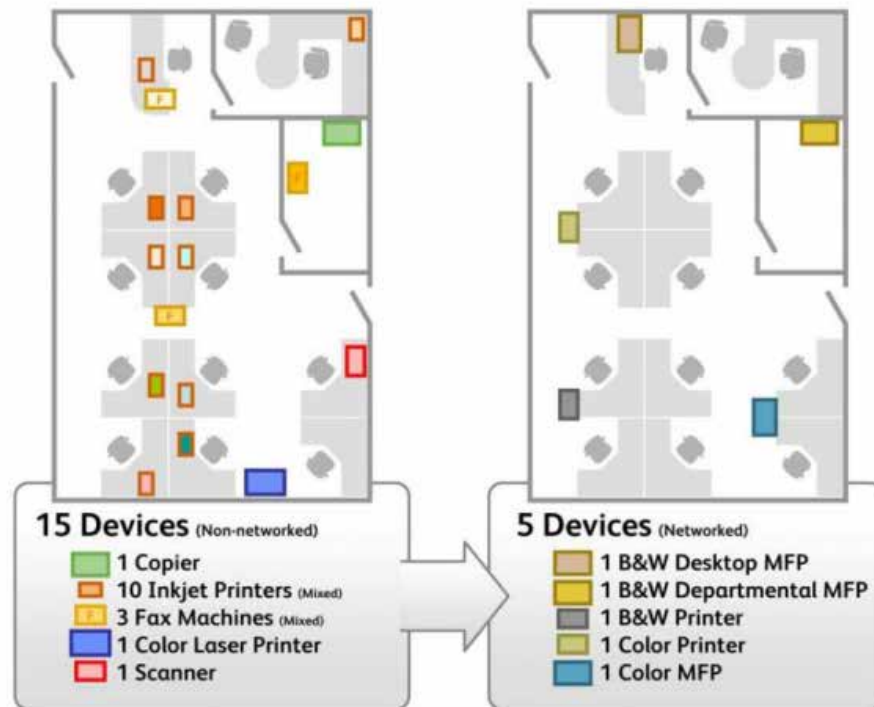 F
F
F
15 Devices (Non-networked)
1 Copier
10 Inkjet Printers (Mixed)
F
3 Fax Machines (Mixed)
1 Color Laser Printer
1 Scanner
5 Devices (Networked)
1 B&W Desktop MFP
1 B&W Departmental MFP
1 B&W Printer
1 Color Printer
1 Color MFP